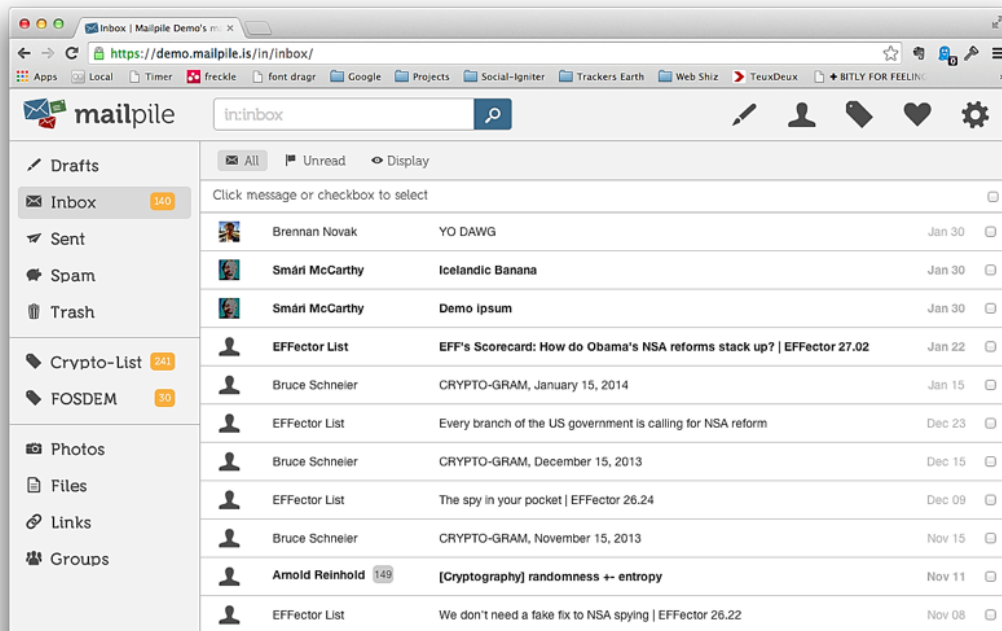 Inbox | Mailpile Demo's m
https://demo.mailpile.is/in/inbox/
0
Apps Local Timer freckle font dragr Google Projects Social-Igniter Trackers Earth Web Shiz TeuxDeux + BITLY FOR FEELING
mailpile
in:inbox
Drafts
Inbox 140
Sent
Spam
Trash
Crypto-List 241
FOSDEM 30
Photos
Files
Links
Groups
All Unread Display
Click message or checkbox to select
Brennan Novak YO DAWG Jan 30
Smári McCarthy Icelandic Banana Jan 30
Smári McCarthy Demo ipsum Jan 30
EFFector List EFF's Scorecard: How do Obama's NSA reforms stack up? | EFFector 27.02 Jan 22
Bruce Schneier CRYPTO-GRAM, January 15, 2014 Jan 15
EFFector List Every branch of the US government is calling for NSA reform Dec 23
Bruce Schneier CRYPTO-GRAM, December 15, 2013 Dec 15
EFFector List The spy in your pocket | EFFector 26.24 Dec 09
Bruce Schneier CRYPTO-GRAM, November 15, 2013 Nov 15
Arnold Reinhold 149 [Cryptography] randomness +- entropy Nov 11
EFFector List We don't need a fake fix to NSA spying | EFFector 26.22 Nov 08